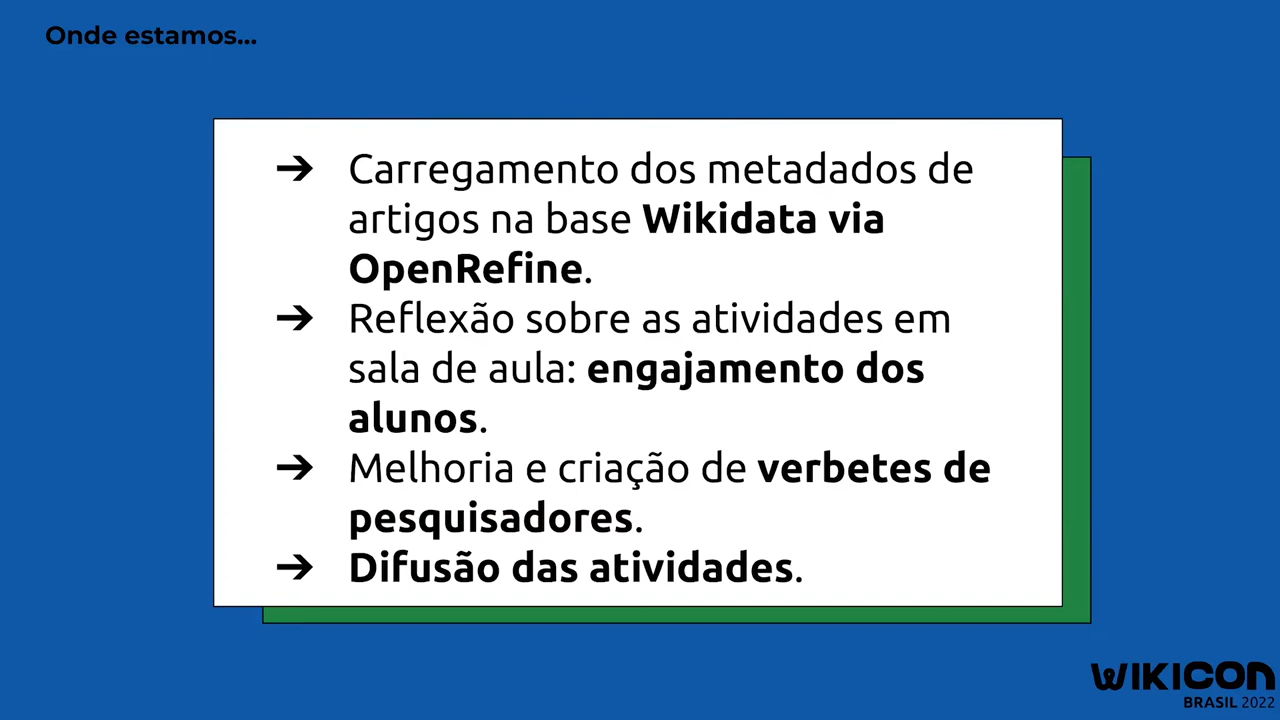 Onde estamos...
➔ Carregamento dos metadados de
artigos na base Wikidata via
OpenRefine.
➔ Reflexão sobre as atividades em
sala de aula: engajamento dos
alunos.
➔ Melhoria e criação de verbetes de
pesquisadores.
➔ Difusão das atividades.
WIKICON
BRASIL 2022